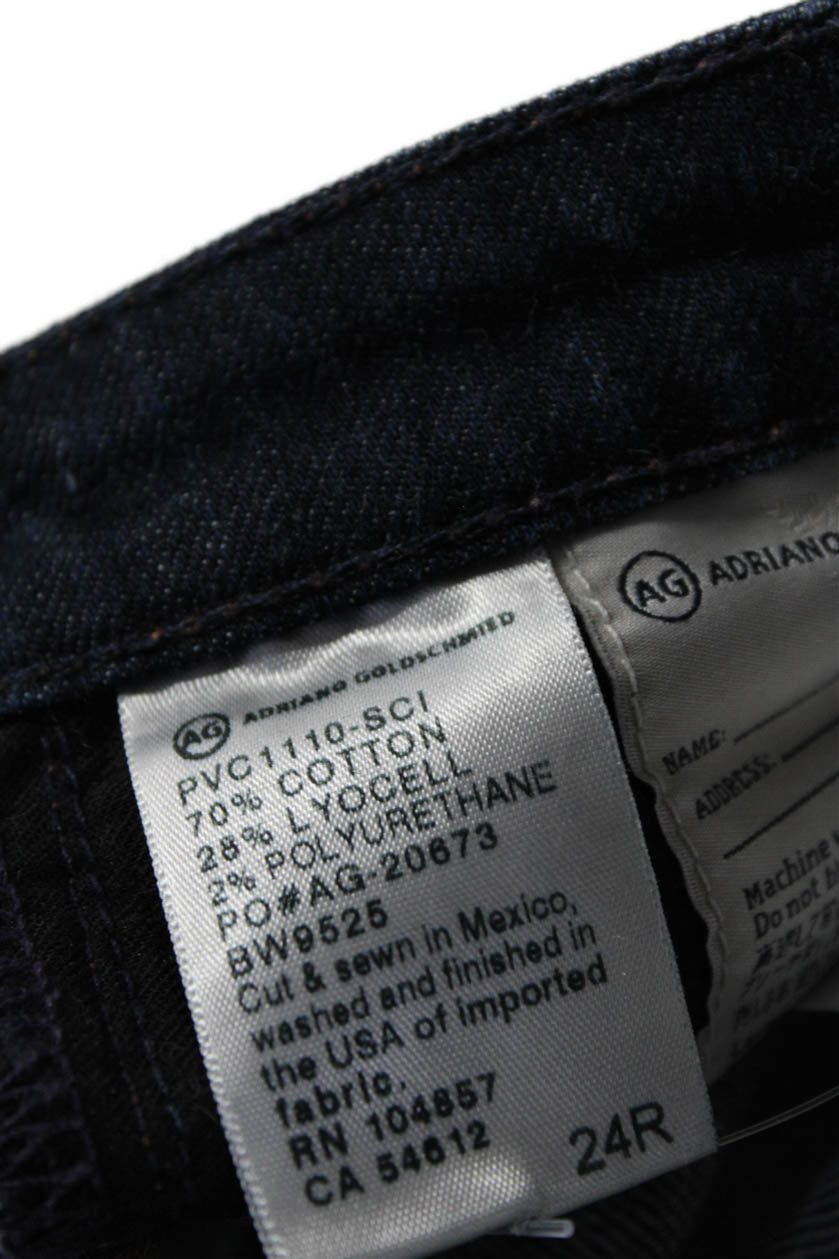 AG ADRIANO GOLDSCHMIED
PVC1110-SCI
70% COTTON
28% LYOCELL
2% POLYURETHANE
PO#AG-20673
BW9525
Cut & sewn in Mexico,
washed and finished in
the USA of imported
fabric.
RN 104857
CA 54612
24R
AG ADRIANO
NAME:
ADDRESS:
Machine
Do not